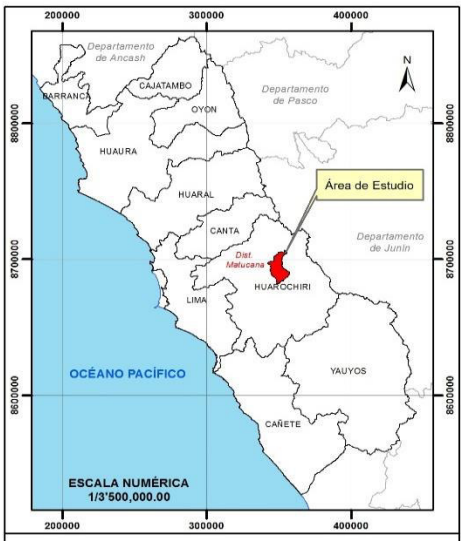 200000 300000 400000
Departamento
de Ancash
N
CAJATAMBO
BARRANCA
Departamento
de Pasco
OYON
8800000
8800000
HUAURA
Área de Estudio
HUARAL
CANTA
Departamento
de Junín
Dist.
Matucana
8700000
8700000
HUAROCHIRI
LIMA
OCÉANO PACÍFICO
YAUYOS
8600000
8600000
CAÑETE
ESCALA NUMÉRICA
1/3'500,000.00
200000 300000 400000